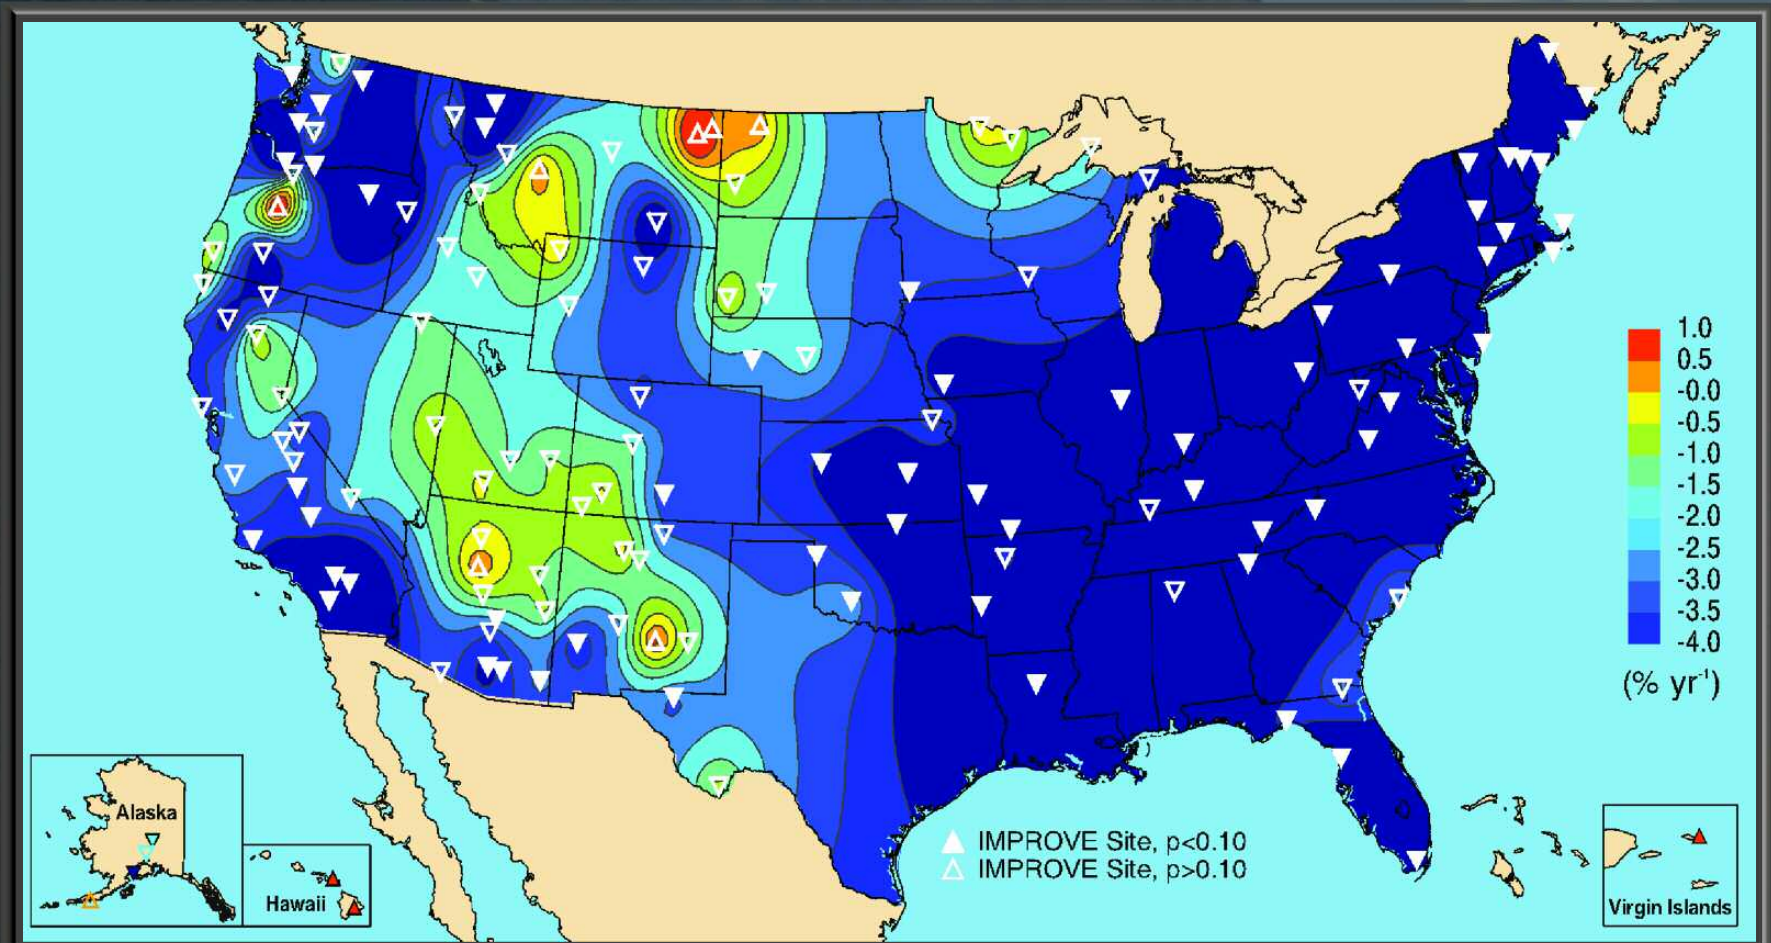 1.0
0.5
-0.0
-0.5
-1.0
-1.5
-2.0
-2.5
-3.0
-3.5
-4.0
(% yr⁻¹)
Alaska
Hawaii
IMPROVE Site, p<0.10
IMPROVE Site, p>0.10
Virgin Islands